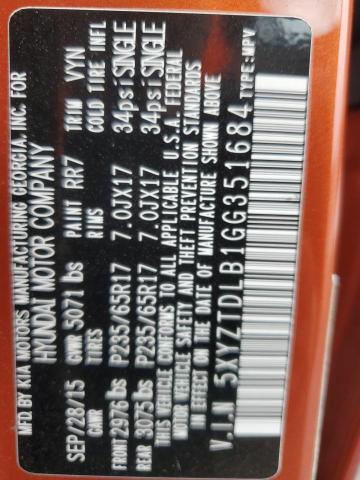 MFD.BY KIA MOTORS MANUFACTURING GEORGIA, INC. FOR
HYUNDAI MOTOR COMPANY
SEP/28/15 GVWR 5071 lbs PAINT RR7 TRIM VYN
GAWR TIRES RIMS COLD TIRE INFL
FRONT 2976 lbs P235/65R17 7.0JX17 34psi SINGLE
REAR 3075 lbs P235/65R17 7.0JX17 34psi SINGLE
THIS VEHICLE CONFORMS TO ALL APPLICABLE U.S.A. FEDERAL
MOTOR VEHICLE SAFETY AND THEFT PREVENTION STANDARDS
IN EFFECT ON THE DATE OF MANUFACTURE SHOWN ABOVE
V.I.N 5XYZTDLB1GG351684 TYPE:MPV